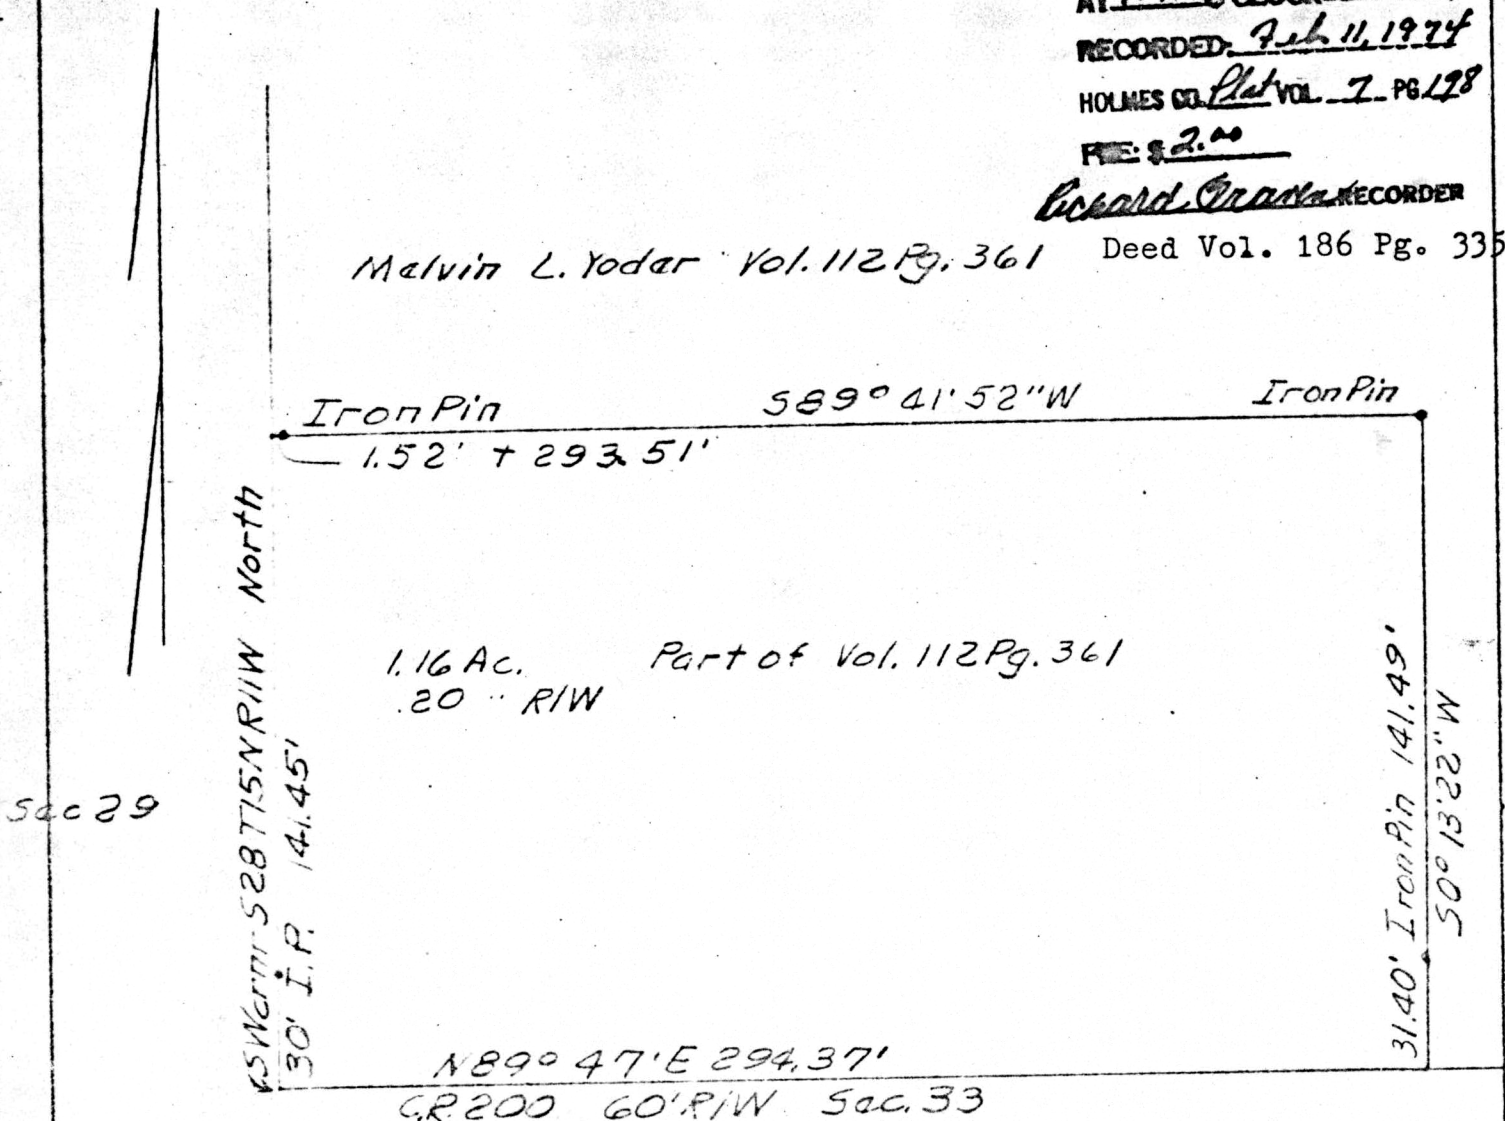 RECORDED: Feb 11, 1974
HOLMES CO. Plat VOL 7 PG 198
FEE: $2.00
Richard RECORDER
Deed Vol. 186 Pg. 335
Melvin L. Yoder Vol. 112 Pg. 361
Iron Pin S89° 41' 52"W Iron Pin
1.52' + 293.51'
1.16 Ac. Part of Vol. 112 Pg. 361
.20 " R/W
Sec 29
SWcrnr S28 T15N R11W North
30' I.P. 141.45'
31.40' Iron Pin 141.49'
S0° 13' 22" W
N89° 47' E 294.37'
C.R. 200 60' R/W Sec. 33